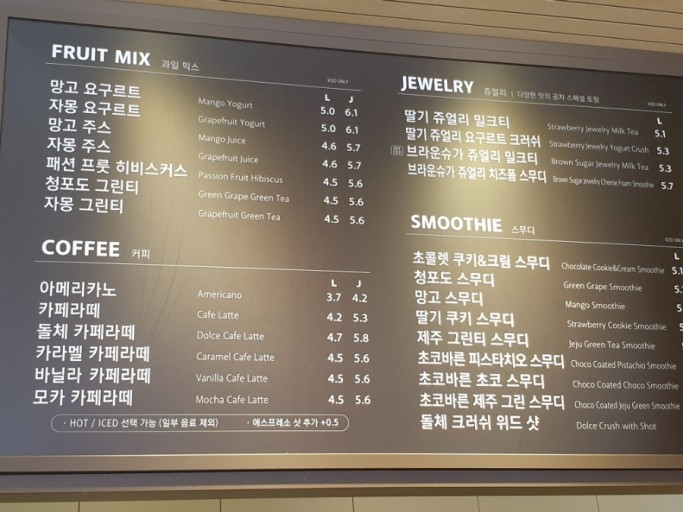 FRUIT MIX 과일 믹스 ICED ONLY
L J
망고 요구르트 Mango Yogurt 5.0 6.1
자몽 요구르트 Grapefruit Yogurt 5.0 6.1
망고 주스 Mango Juice 4.6 5.7
자몽 주스 Grapefruit Juice 4.6 5.7
패션 프룻 히비스커스 Passion Fruit Hibiscus 4.5 5.6
청포도 그린티 Green Grape Green Tea 4.5 5.6
자몽 그린티 Grapefruit Green Tea 4.5 5.6
COFFEE 커피
L J
아메리카노 Americano 3.7 4.2
카페라떼 Cafe Latte 4.2 5.3
돌체 카페라떼 Dolce Cafe Latte 4.7 5.8
카라멜 카페라떼 Caramel Cafe Latte 4.5 5.6
바닐라 카페라떼 Vanilla Cafe Latte 4.5 5.6
모카 카페라떼 Mocha Cafe Latte 4.5 5.6
· HOT / ICED 선택 가능 (일부 음료 제외) · 에스프레소 샷 추가 +0.5
JEWELRY 쥬얼리 | 다양한 맛의 공차 스페셜 토핑 ICED ONLY
L
딸기 쥬얼리 밀크티 Strawberry Jewelry Milk Tea 5.1
딸기 쥬얼리 요구르트 크러쉬 Strawberry Jewelry Yogurt Crush 5.3
브라운슈가 쥬얼리 밀크티 Brown Sugar Jewelry Milk Tea 5.3
브라운슈가 쥬얼리 치즈폼 스무디 Brown Sugar Jewelry Cheese Foam Smoothie 5.7
SMOOTHIE 스무디 ICED ONLY
L
초콜렛 쿠키&크림 스무디 Chocolate Cookie&Cream Smoothie 5.1
청포도 스무디 Green Grape Smoothie
망고 스무디 Mango Smoothie
딸기 쿠키 스무디 Strawberry Cookie Smoothie
제주 그린티 스무디 Jeju Green Tea Smoothie
초코바른 피스타치오 스무디 Choco Coated Pistachio Smoothie
초코바른 초코 스무디 Choco Coated Choco Smoothie
초코바른 제주 그린 스무디 Choco Coated Jeju Green Smoothie
돌체 크러쉬 위드 샷 Dolce Crush with Shot